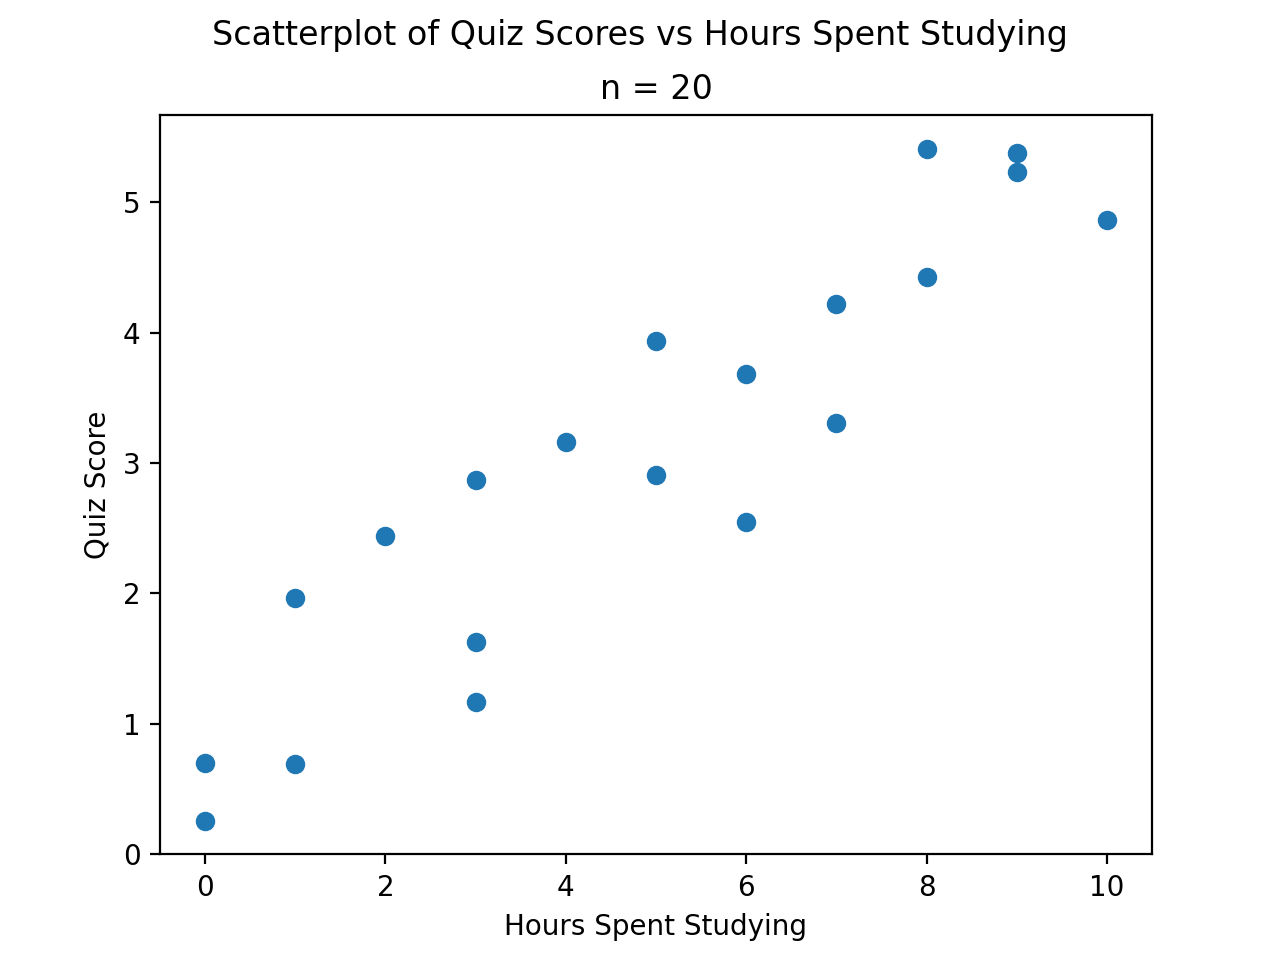 Scatterplot of Quiz Scores vs Hours Spent Studying
n = 20
Quiz Score
5
4
3
2
1
0
0 2 4 6 8 10
Hours Spent Studying